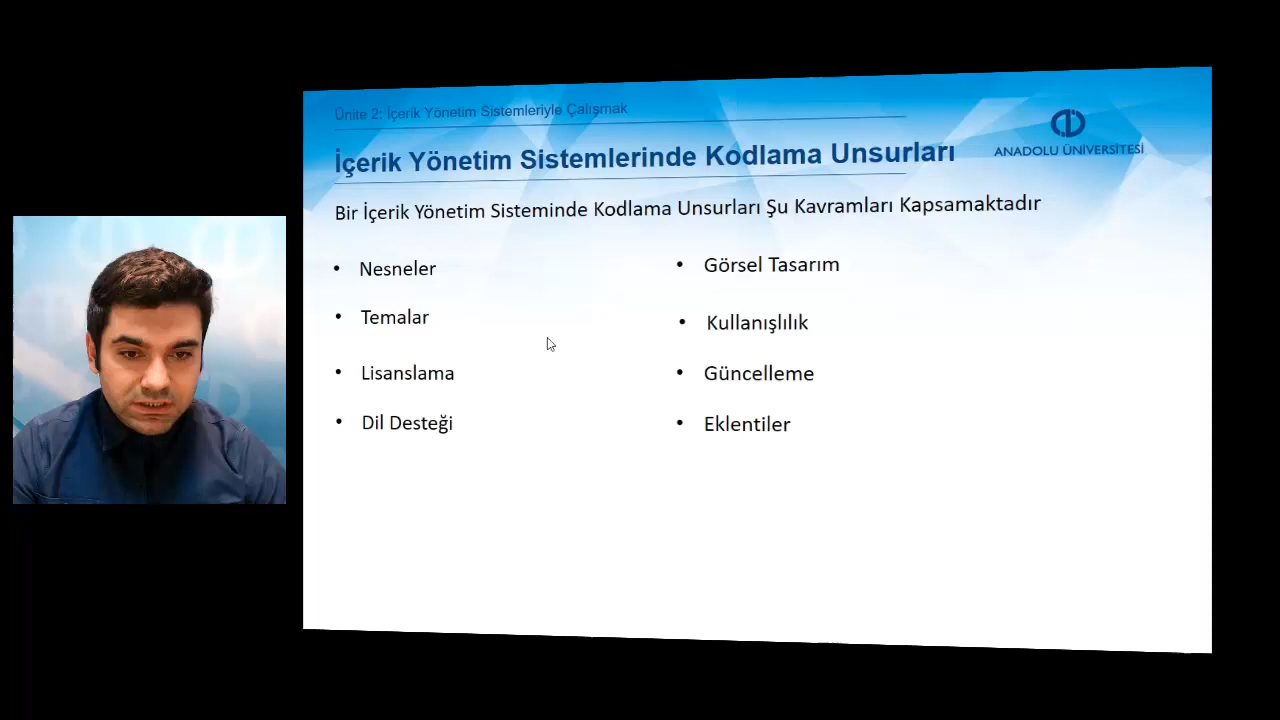 Ünite 2: İçerik Yönetim Sistemleriyle Çalışmak
İçerik Yönetim Sistemlerinde Kodlama Unsurları
ANADOLU ÜNİVERSİTESİ
Bir İçerik Yönetim Sisteminde Kodlama Unsurları Şu Kavramları Kapsamaktadır
• Nesneler
• Temalar
• Lisanslama
• Dil Desteği
• Görsel Tasarım
• Kullanışlılık
• Güncelleme
• Eklentiler